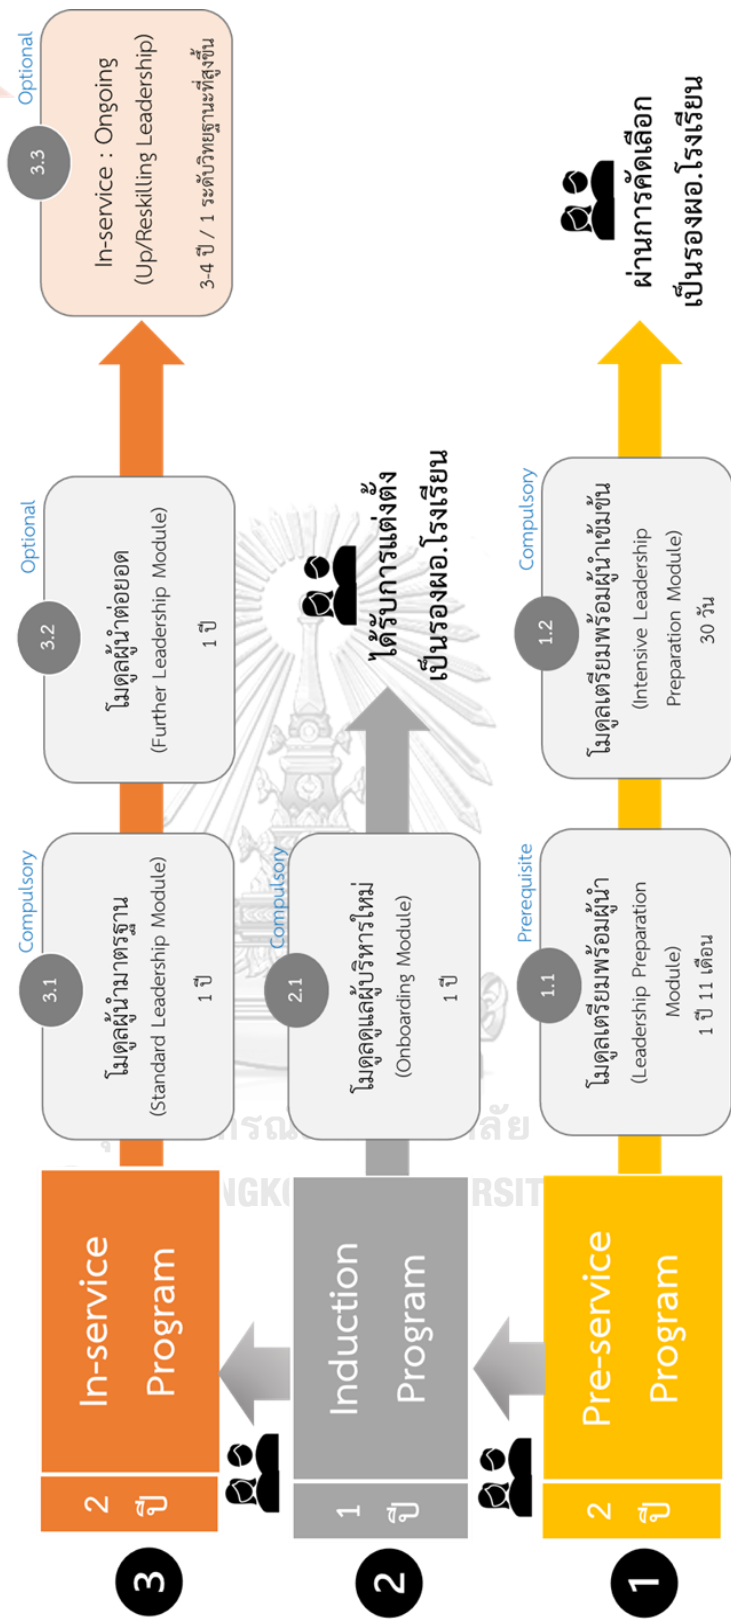 3
2
ปี
In-service
Program
Compulsory
3.1
โมดูลผู้นำมาตรฐาน
(Standard Leadership Module)
1 ปี
Optional
3.2
โมดูลผู้นำต่อยอด
(Further Leadership Module)
1 ปี
Optional
3.3
In-service : Ongoing
(Up/Reskilling Leadership)
3-4 ปี / 1 ระดับวิทยฐานะที่สูงขึ้น
2
1
ปี
Induction
Program
Compulsory
2.1
โมดูลดูแลผู้บริหารใหม่
(Onboarding Module)
1 ปี
ได้รับการแต่งตั้ง
เป็นรองผอ.โรงเรียน
1
2
ปี
Pre-service
Program
Prerequisite
1.1
โมดูลเตรียมพร้อมผู้นำ
(Leadership Preparation
Module)
1 ปี 11 เดือน
Compulsory
1.2
โมดูลเตรียมพร้อมผู้นำเข้มข้น
(Intensive Leadership
Preparation Module)
30 วัน
ผ่านการคัดเลือก
เป็นรองผอ.โรงเรียน